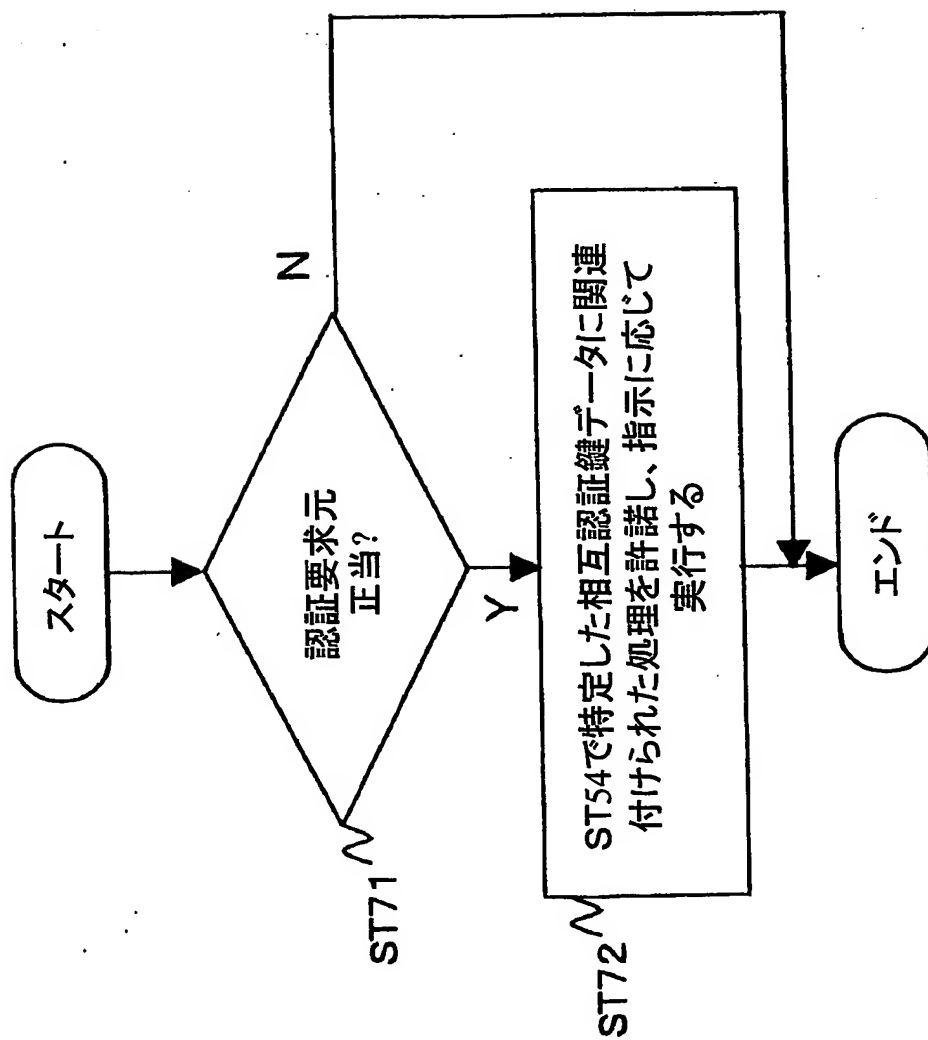 スタート
認証要求元
正当?
N
ST71
Y
ST54で特定した相互認証鍵データに関連
付けられた処理を許諾し、指示に応じて
実行する
ST72
エンド